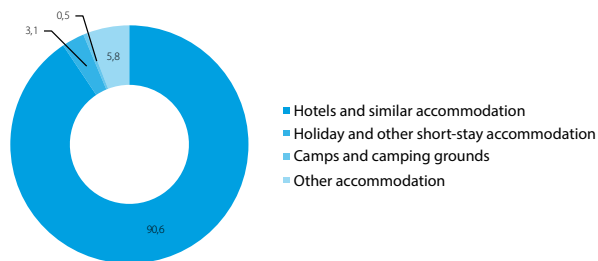 0,5
3,1
5,8
90,6
Hotels and similar accommodation
Holiday and other short-stay accommodation
Camps and camping grounds
Other accommodation